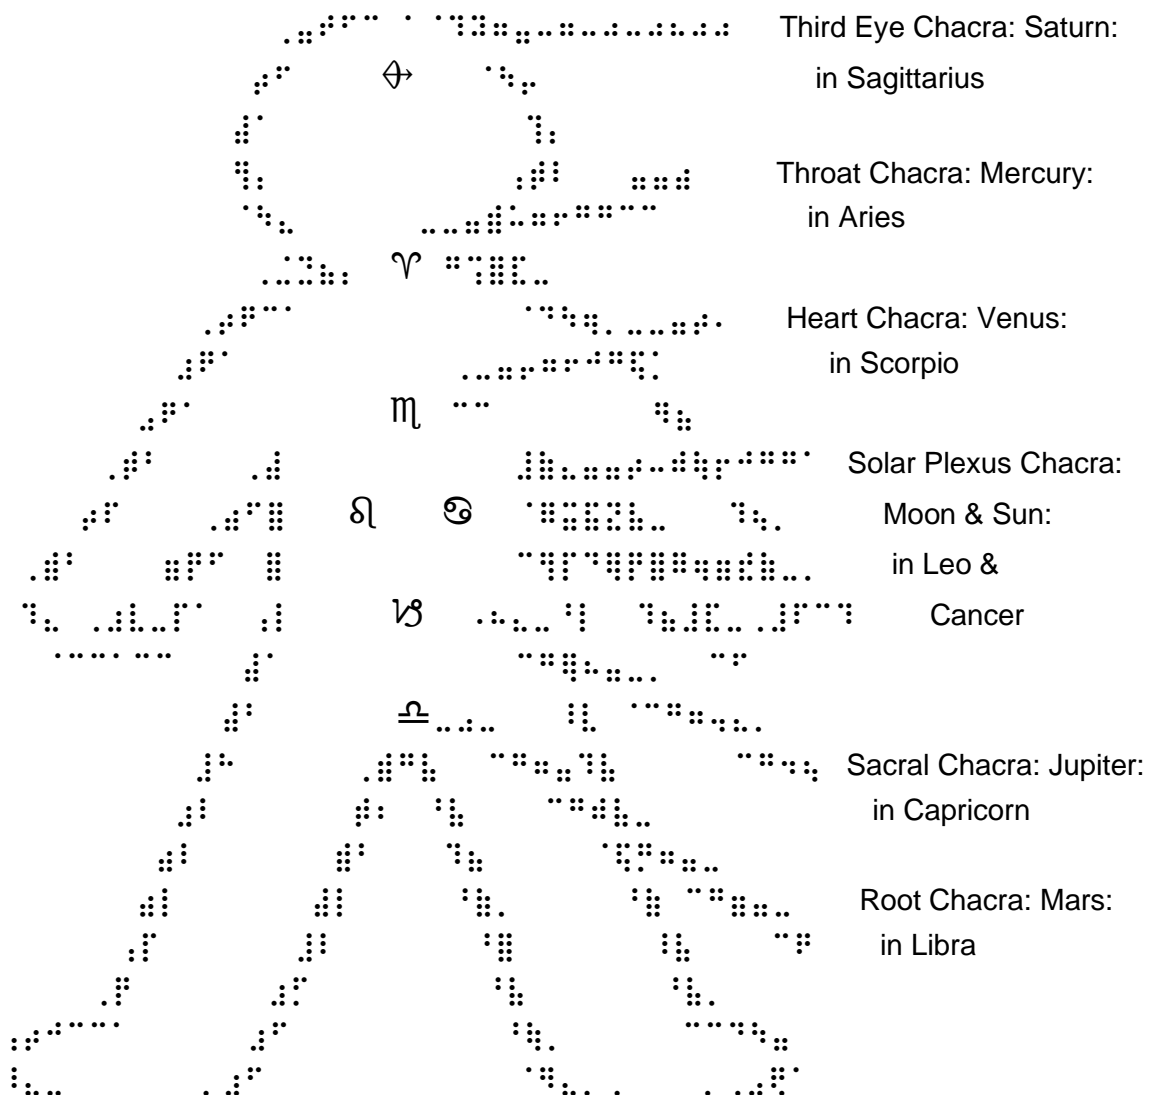 Third Eye Chacra: Saturn:
in Sagittarius
Throat Chacra: Mercury:
in Aries
♈
Heart Chacra: Venus:
in Scorpio
♏
Solar Plexus Chacra:
♌ ♋ Moon & Sun:
in Leo &
♑ Cancer
♎
Sacral Chacra: Jupiter:
in Capricorn
Root Chacra: Mars:
in Libra